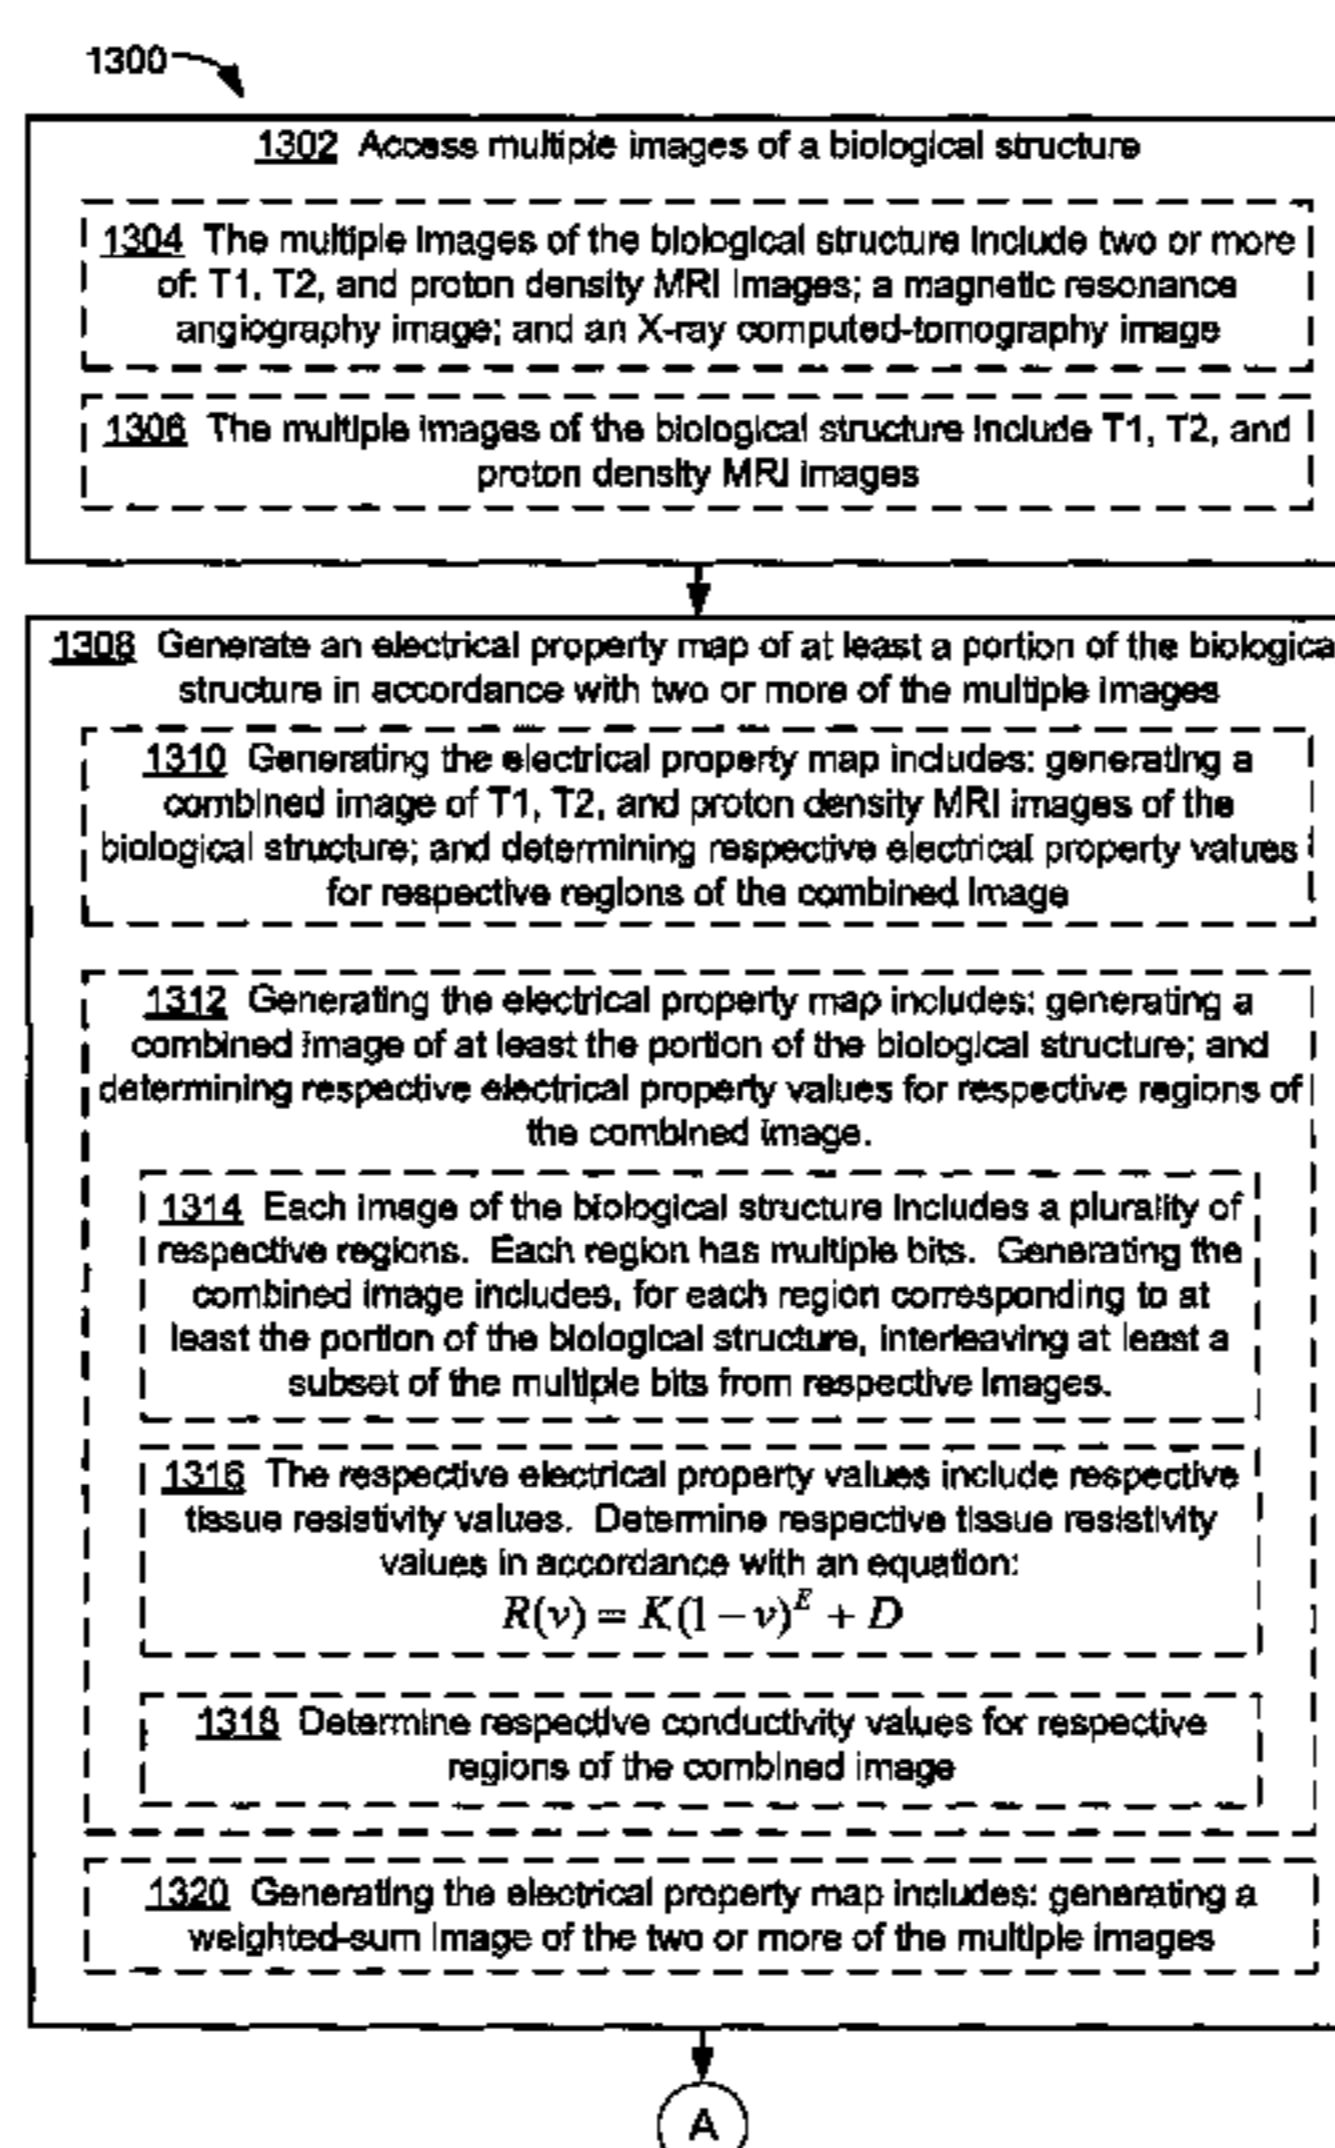 1300
1302 Access multiple images of a biological structure
1304 The multiple images of the biological structure include two or more
of: T1, T2, and proton density MRI images; a magnetic resonance
angiography image; and an X-ray computed-tomography image
1306 The multiple images of the biological structure include T1, T2, and
proton density MRI images
1308 Generate an electrical property map of at least a portion of the biologica
structure in accordance with two or more of the multiple images
1310 Generating the electrical property map includes: generating a
combined image of T1, T2, and proton density MRI images of the
biological structure; and determining respective electrical property values
for respective regions of the combined image
1312 Generating the electrical property map includes: generating a
combined image of at least the portion of the biological structure; and
determining respective electrical property values for respective regions of
the combined image.
1314 Each image of the biological structure includes a plurality of
respective regions. Each region has multiple bits. Generating the
combined image includes, for each region corresponding to at
least the portion of the biological structure, interleaving at least a
subset of the multiple bits from respective images.
1316 The respective electrical property values include respective
tissue resistivity values. Determine respective tissue resistivity
values in accordance with an equation:
R(v) = K(1 − v)^E + D
1318 Determine respective conductivity values for respective
regions of the combined image
1320 Generating the electrical property map includes: generating a
weighted-sum image of the two or more of the multiple images
A